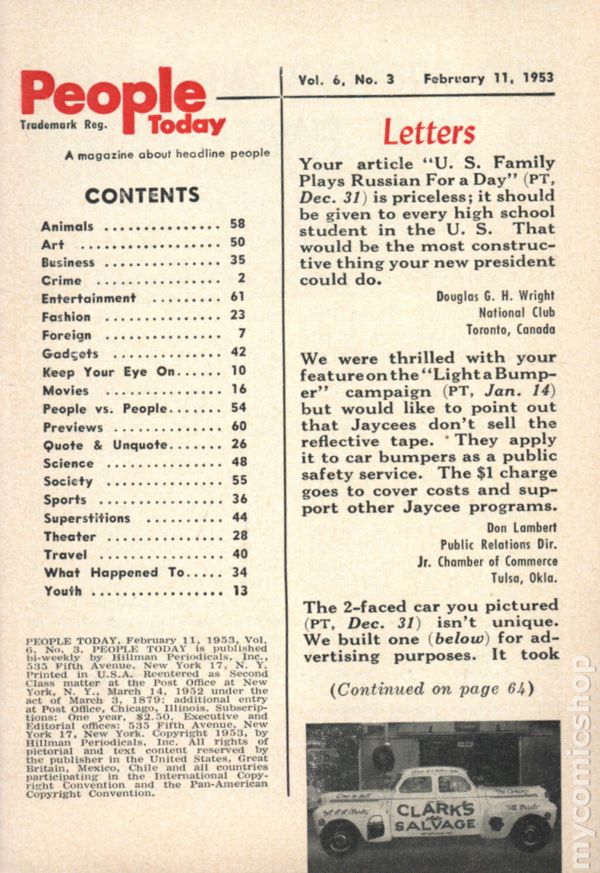 People
Today
Trademark Reg.
A magazine about headline people
CONTENTS
Animals ............... 58
Art .................. 50
Business ............... 35
Crime ................ 2
Entertainment ......... 61
Fashion ............... 23
Foreign ............... 7
Gadgets ............... 42
Keep Your Eye On...... 10
Movies ............... 16
People vs. People....... 54
Previews ............... 60
Quote & Unquote....... 26
Science ............... 48
Society ............... 55
Sports ............... 36
Superstitions .......... 44
Theater ............... 28
Travel ............... 40
What Happened To..... 34
Youth ................ 13
PEOPLE TODAY, February 11, 1953, Vol.
6, No. 3. PEOPLE TODAY is published
bi-weekly by Hillman Periodicals, Inc.,
535 Fifth Avenue, New York 17, N. Y.
Printed in U.S.A. Reentered as Second
Class matter at the Post Office at New
York, N. Y., March 14, 1952 under the
act of March 3, 1879; additional entry
at Post Office, Chicago, Illinois. Subscrip-
tions: One year, $2.50. Executive and
Editorial offices: 535 Fifth Avenue, New
York 17, New York. Copyright 1953, by
Hillman Periodicals, Inc. All rights of
pictorial and text content reserved by
the publisher in the United States, Great
Britain, Mexico, Chile and all countries
participating in the International Copy-
right Convention and the Pan-American
Copyright Convention.
Vol. 6, No. 3 February 11, 1953
Letters
Your article "U. S. Family
Plays Russian For a Day" (PT,
Dec. 31) is priceless; it should
be given to every high school
student in the U. S. That
would be the most construc-
tive thing your new president
could do.
Douglas G. H. Wright
National Club
Toronto, Canada
We were thrilled with your
feature on the "Light a Bump-
er" campaign (PT, Jan. 14)
but would like to point out
that Jaycees don't sell the
reflective tape. They apply
it to car bumpers as a public
safety service. The $1 charge
goes to cover costs and sup-
port other Jaycee programs.
Don Lambert
Public Relations Dir.
Jr. Chamber of Commerce
Tulsa, Okla.
The 2-faced car you pictured
(PT, Dec. 31) isn't unique.
We built one (below) for ad-
vertising purposes. It took
(Continued on page 64)
CLARK'S
SALVAGE
mycomicshop